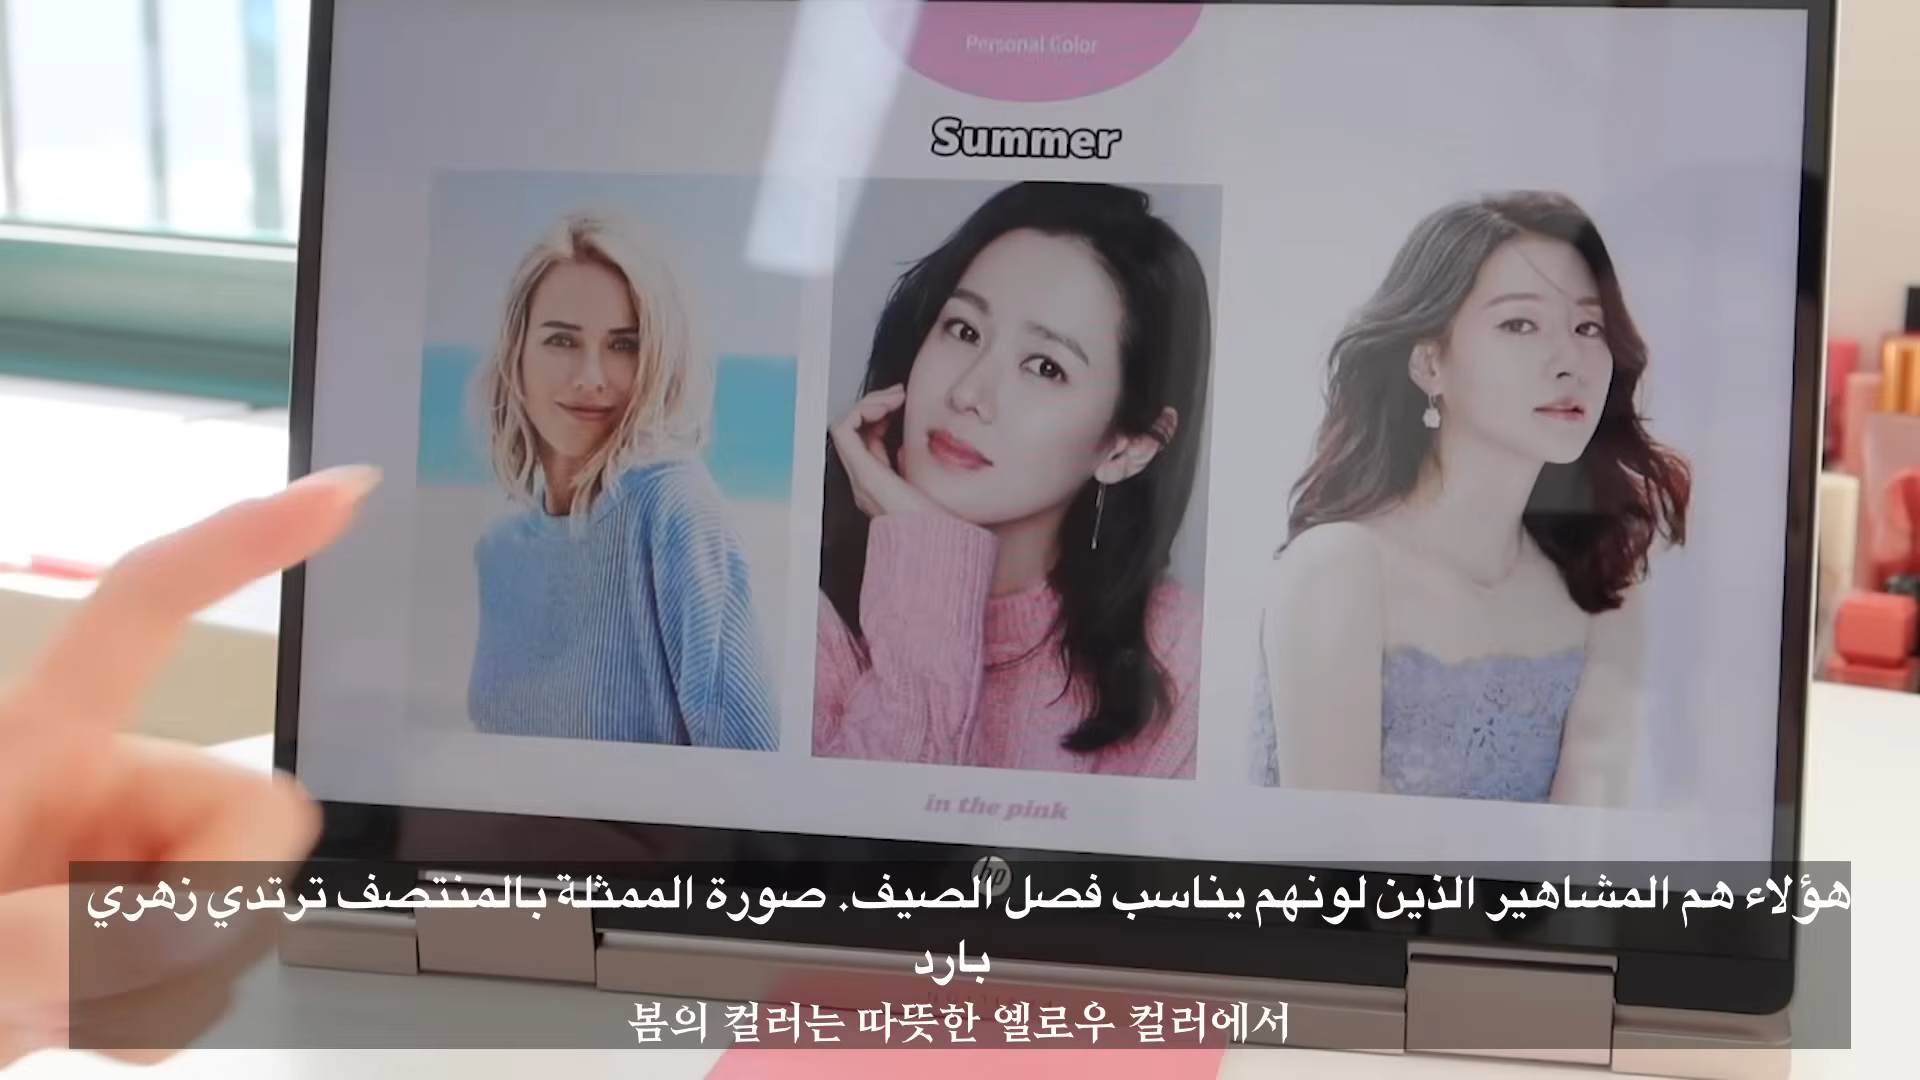 Personal Color
Summer
in the pink
hp
هؤلاء هم المشاهير الذين لونهم يناسب فصل الصيف. صورة الممثلة بالمنتصف ترتدي زهري
بارد
봄의 컬러는 따뜻한 옐로우 컬러에서